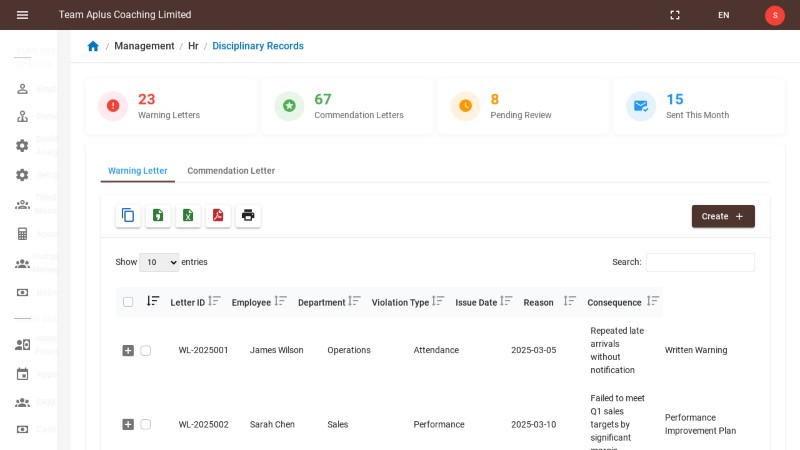 Team Aplus Coaching Limited
EN
S
/ Management / Hr / Disciplinary Records
23
Warning Letters
67
Commendation Letters
8
Pending Review
15
Sent This Month
Warning Letter
Commendation Letter
Create +
Show 10 entries
Search:
Letter ID
Employee
Department
Violation Type
Issue Date
Reason
Consequence
WL-2025001
James Wilson
Operations
Attendance
2025-03-05
Repeated late
arrivals
without
notification
Written Warning
WL-2025002
Sarah Chen
Sales
Performance
2025-03-10
Failed to meet
Q1 sales
targets by
significant
margin
Performance
Improvement Plan